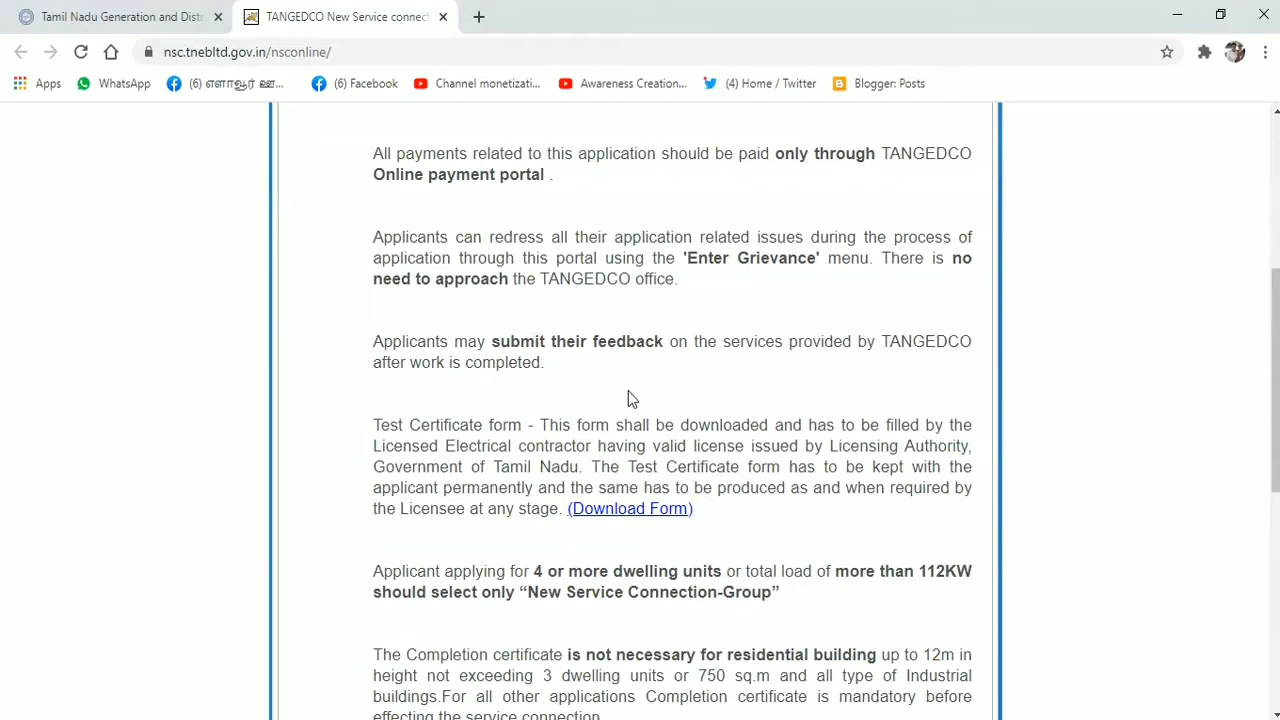 Tamil Nadu Generation and Distr
TANGEDCO New Service connect
nsc.tnebltd.gov.in/nsconline/
Apps
WhatsApp
(6) எளாவூர் ஊ...
(6) Facebook
Channel monetizati...
Awareness Creation...
(4) Home / Twitter
Blogger: Posts
All payments related to this application should be paid only through TANGEDCO
Online payment portal .
Applicants can redress all their application related issues during the process of
application through this portal using the 'Enter Grievance' menu. There is no
need to approach the TANGEDCO office.
Applicants may submit their feedback on the services provided by TANGEDCO
after work is completed.
Test Certificate form - This form shall be downloaded and has to be filled by the
Licensed Electrical contractor having valid license issued by Licensing Authority,
Government of Tamil Nadu. The Test Certificate form has to be kept with the
applicant permanently and the same has to be produced as and when required by
the Licensee at any stage. (Download Form)
Applicant applying for 4 or more dwelling units or total load of more than 112KW
should select only “New Service Connection-Group”
The Completion certificate is not necessary for residential building up to 12m in
height not exceeding 3 dwelling units or 750 sq.m and all type of Industrial
buildings.For all other applications Completion certificate is mandatory before
effecting the service connection